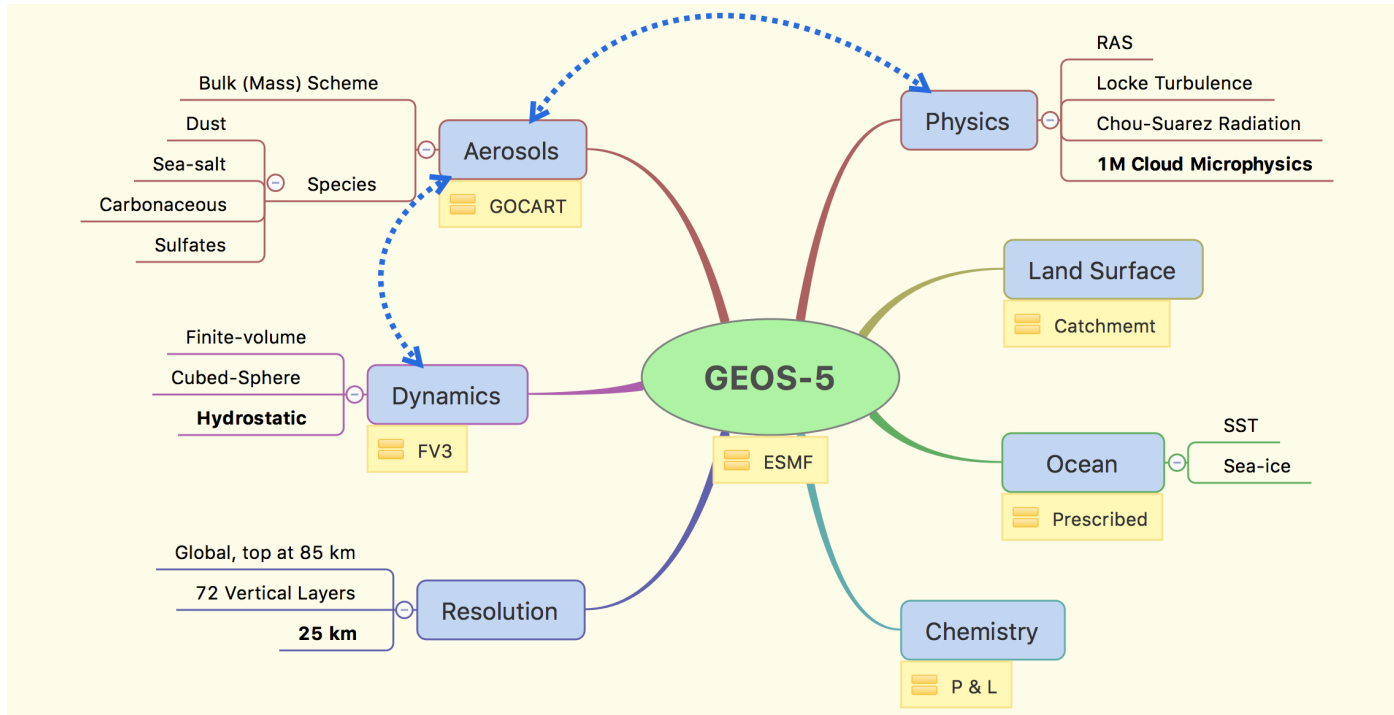 GEOS-5
ESMF
Physics
RAS
Locke Turbulence
Chou-Suarez Radiation
1M Cloud Microphysics
Land Surface
Catchmemt
Ocean
Prescribed
SST
Sea-ice
Chemistry
P & L
Aerosols
GOCART
Bulk (Mass) Scheme
Species
Dust
Sea-salt
Carbonaceous
Sulfates
Dynamics
FV3
Finite-volume
Cubed-Sphere
Hydrostatic
Resolution
Global, top at 85 km
72 Vertical Layers
25 km